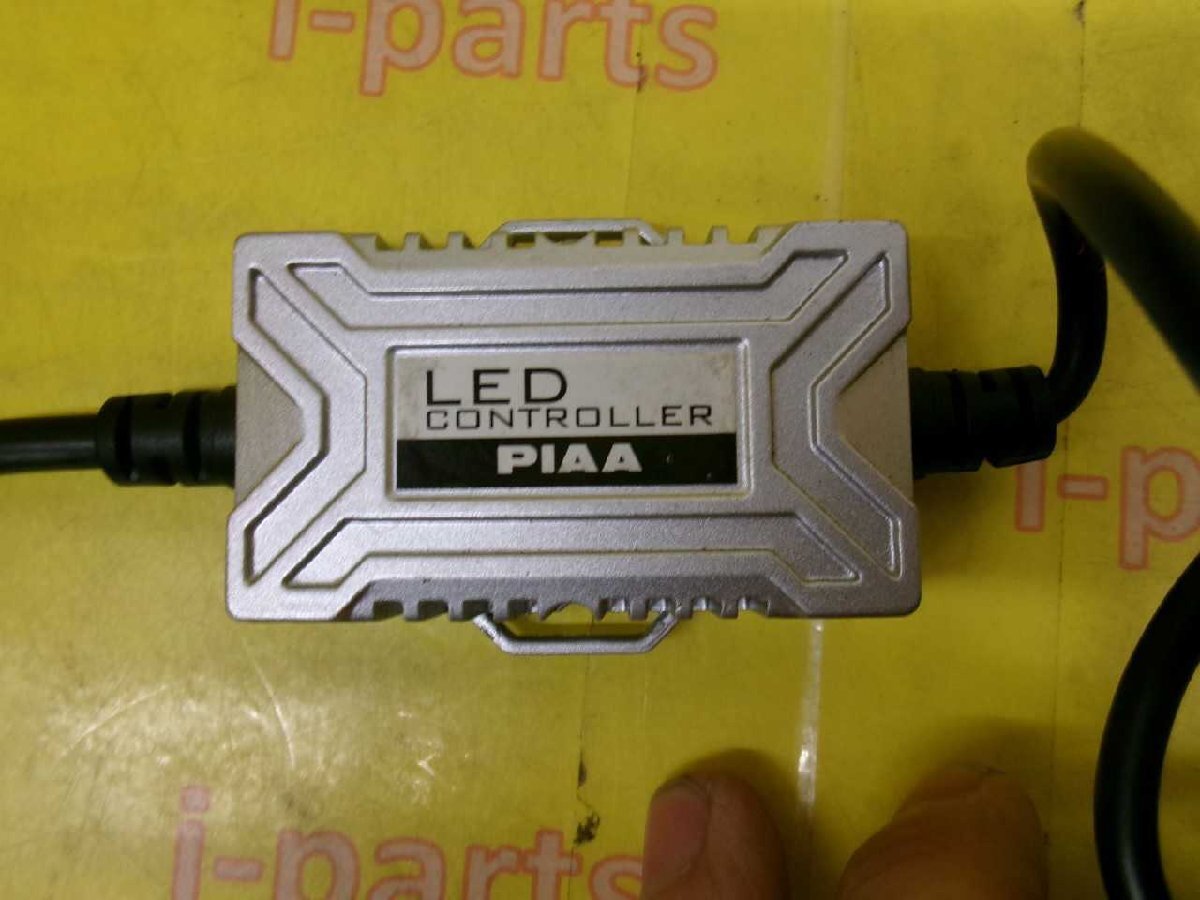 i-parts
LED
CONTROLLER
PIAA
i-p
i-parts